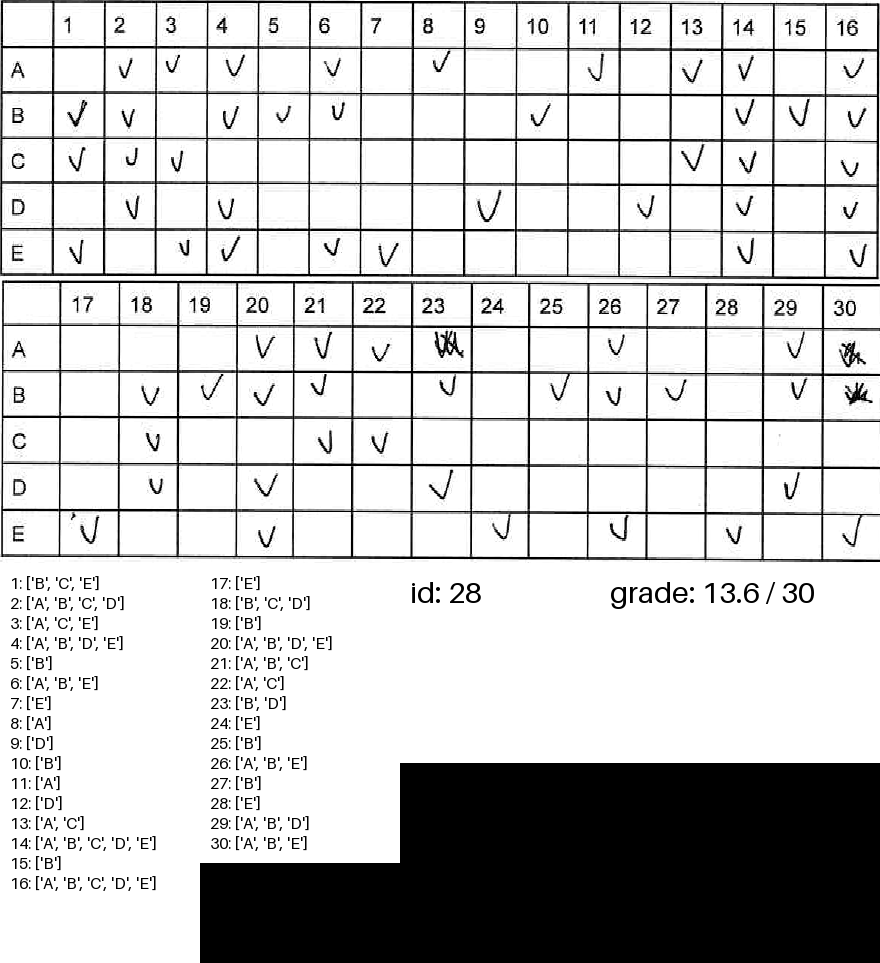 1 2 3 4 5 6 7 8 9 10 11 12 13 14 15 16
A ✓ ✓ ✓ ✓ ✓ ✓ ✓ ✓ ✓
B ✓ ✓ ✓ ✓ ✓ ✓ ✓ ✓ ✓
C ✓ ✓ ✓ ✓ ✓ ✓
D ✓ ✓ ✓ ✓ ✓ ✓
E ✓ ✓ ✓ ✓ ✓ ✓ ✓
17 18 19 20 21 22 23 24 25 26 27 28 29 30
A ✓ ✓ ✓ ✓ ✓
B ✓ ✓ ✓ ✓ ✓ ✓ ✓ ✓ ✓
C ✓ ✓ ✓
D ✓ ✓ ✓ ✓
E ✓ ✓ ✓ ✓ ✓ ✓
1: ['B', 'C', 'E']
2: ['A', 'B', 'C', 'D']
3: ['A', 'C', 'E']
4: ['A', 'B', 'D', 'E']
5: ['B']
6: ['A', 'B', 'E']
7: ['E']
8: ['A']
9: ['D']
10: ['B']
11: ['A']
12: ['D']
13: ['A', 'C']
14: ['A', 'B', 'C', 'D', 'E']
15: ['B']
16: ['A', 'B', 'C', 'D', 'E']
17: ['E']
18: ['B', 'C', 'D']
19: ['B']
20: ['A', 'B', 'D', 'E']
21: ['A', 'B', 'C']
22: ['A', 'C']
23: ['B', 'D']
24: ['E']
25: ['B']
26: ['A', 'B', 'E']
27: ['B']
28: ['E']
29: ['A', 'B', 'D']
30: ['A', 'B', 'E']
id: 28
grade: 13.6 / 30